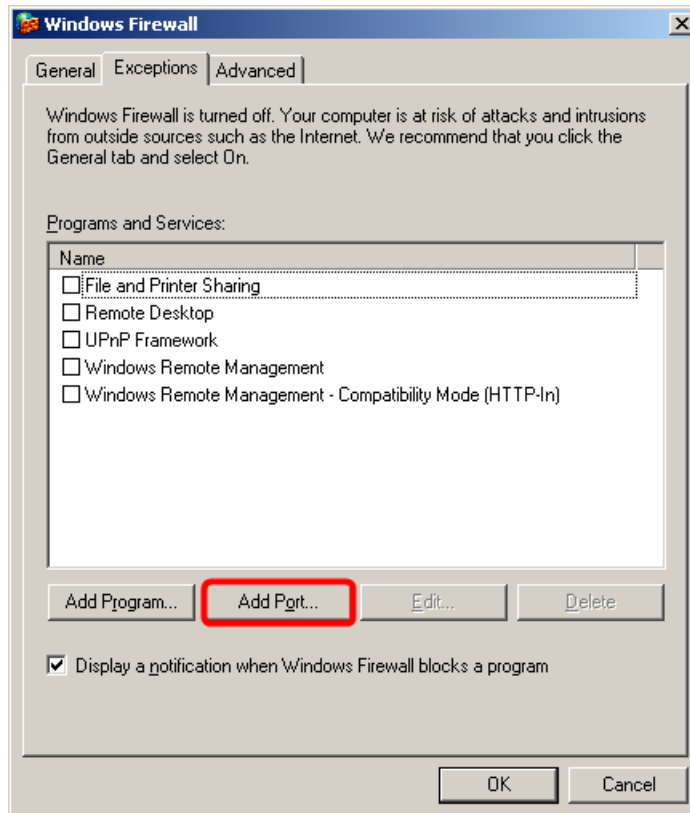 Windows Firewall
General Exceptions Advanced
Windows Firewall is turned off. Your computer is at risk of attacks and intrusions
from outside sources such as the Internet. We recommend that you click the
General tab and select On.
Programs and Services:
Name
File and Printer Sharing
Remote Desktop
UPnP Framework
Windows Remote Management
Windows Remote Management - Compatibility Mode (HTTP-In)
Add Program... Add Port... Edit... Delete
Display a notification when Windows Firewall blocks a program
OK Cancel